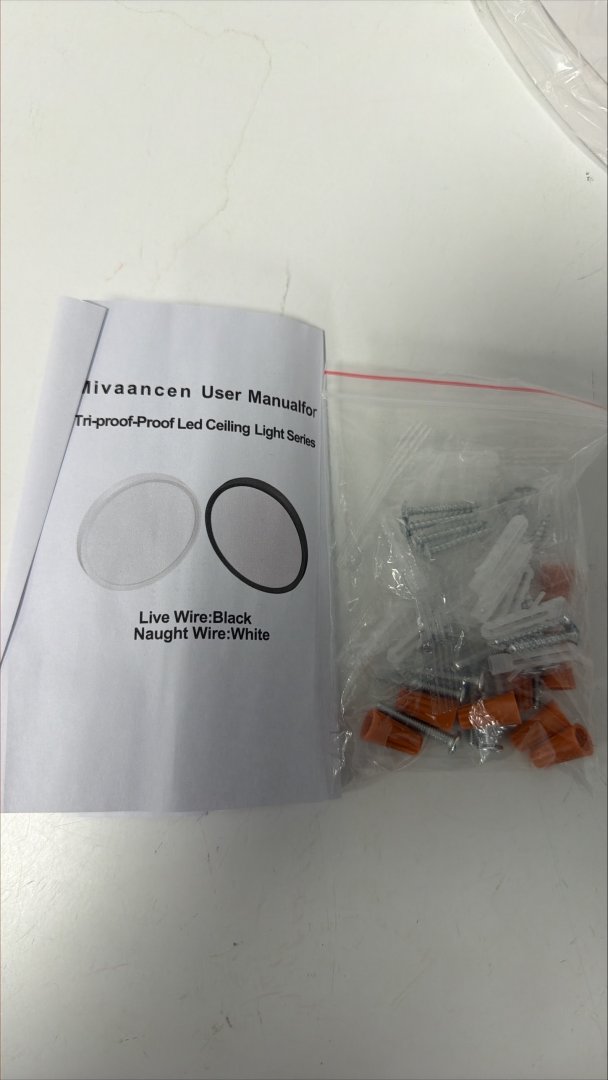 Mivaancen User Manualfor
Tri-proof-Proof Led Ceiling Light Series
Live Wire:Black
Naught Wire:White